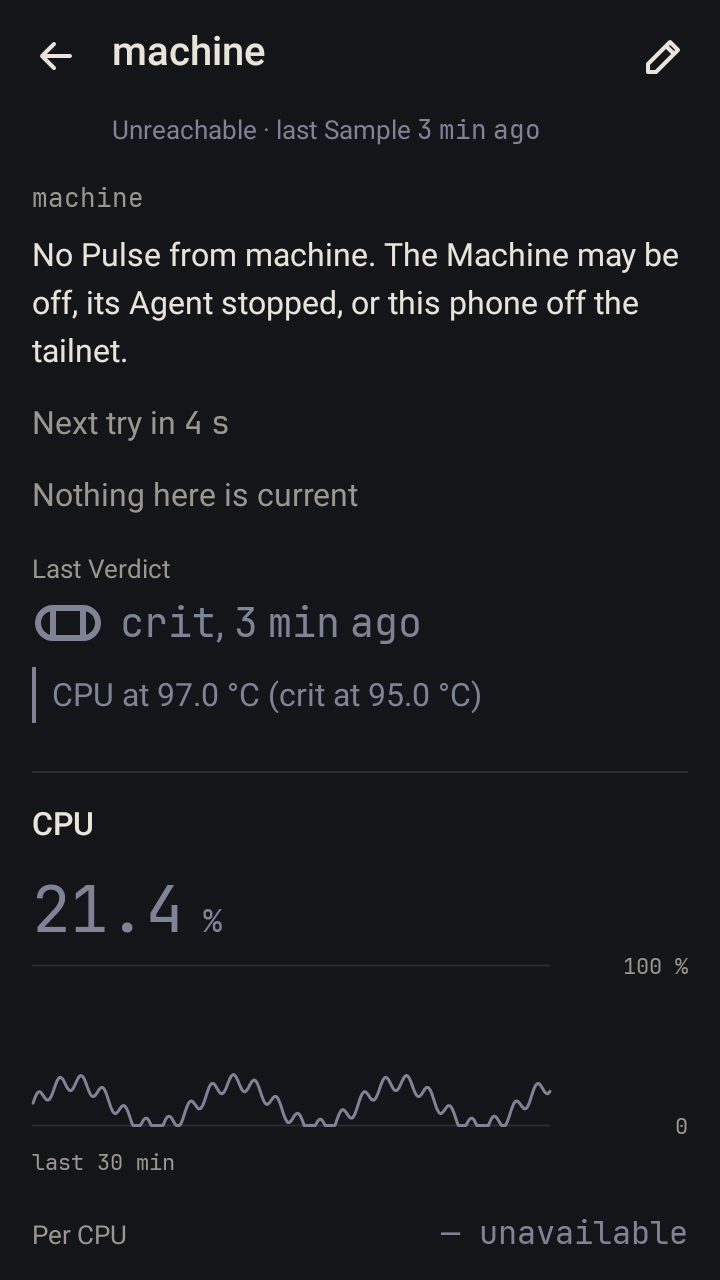 machine
Unreachable · last Sample 3 min ago
machine
No Pulse from machine. The Machine may be
off, its Agent stopped, or this phone off the
tailnet.
Next try in 4 s
Nothing here is current
Last Verdict
crit, 3 min ago
CPU at 97.0 °C (crit at 95.0 °C)
CPU
21.4 %
100 %
0
last 30 min
Per CPU — unavailable